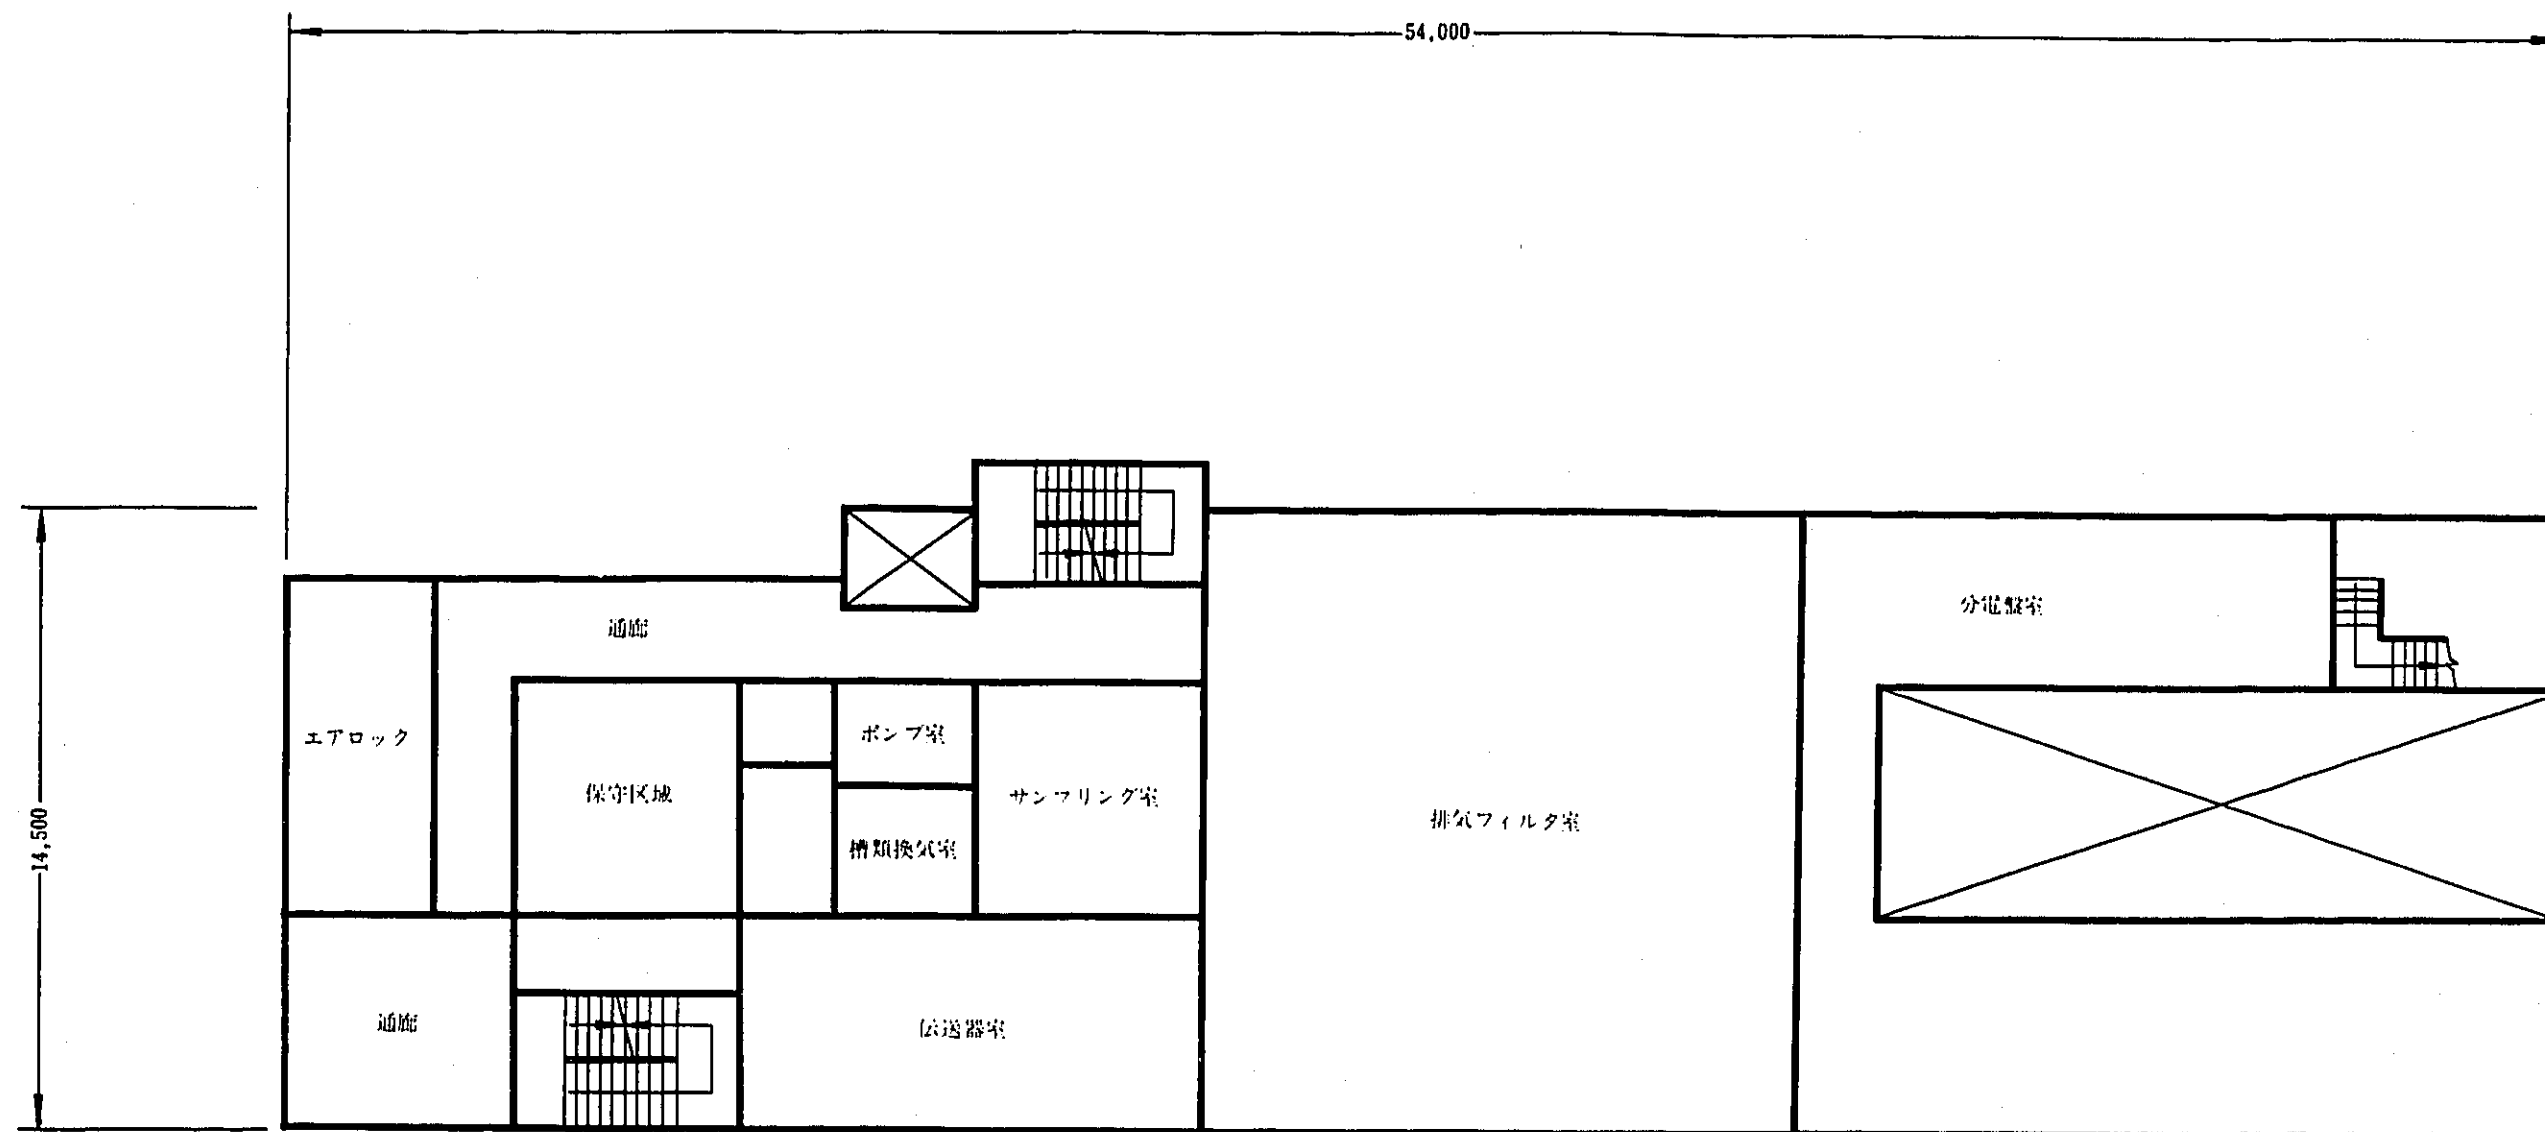 54,000
分電盤室
通廊
エアロック
ポンプ室
保守区域
サンプリング室
排気フィルタ室
14,500
槽類換気室
通廊
伝送器室